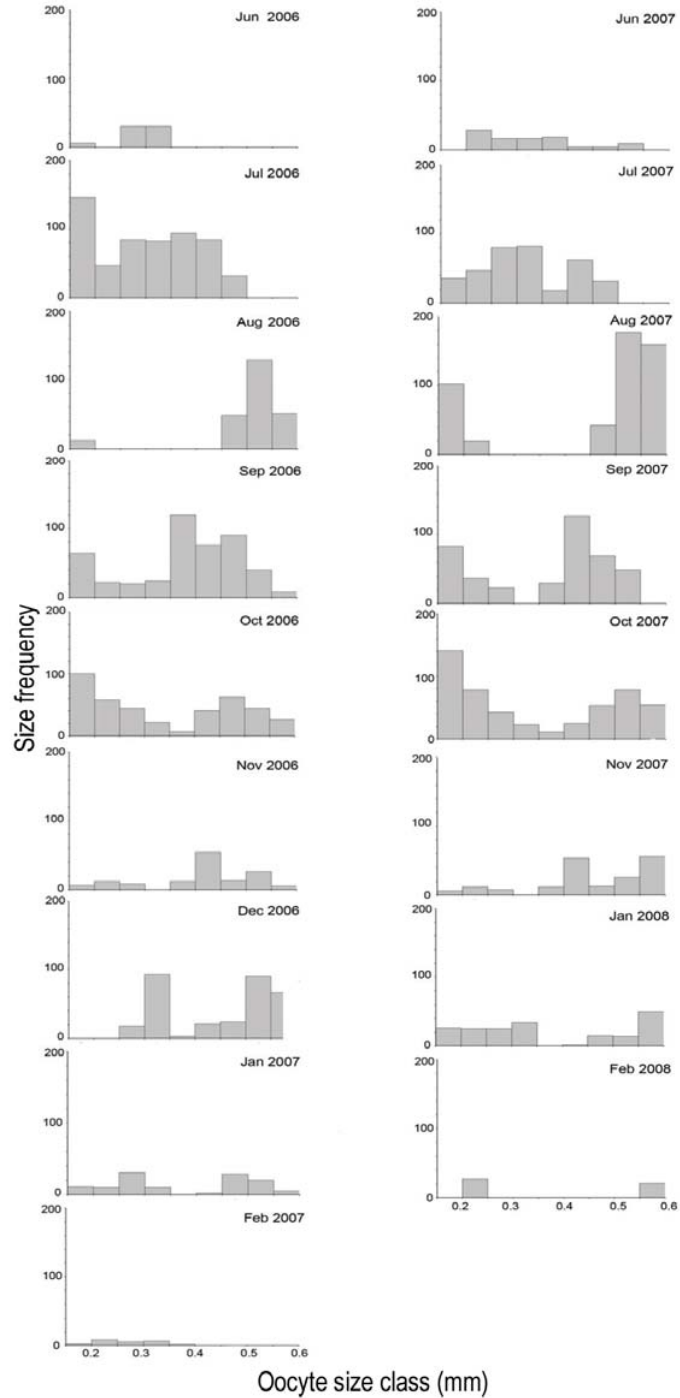 200
Jun 2006
100
0
200
Jul 2006
100
0
200
Aug 2006
100
0
200
Sep 2006
100
0
200
Oct 2006
100
0
200
Nov 2006
100
0
200
Dec 2006
100
0
200
Jan 2007
100
0
200
Feb 2007
100
0
0.2 0.3 0.4 0.5 0.6
200
Jun 2007
100
0
200
Jul 2007
100
0
200
Aug 2007
100
0
200
Sep 2007
100
0
200
Oct 2007
100
0
200
Nov 2007
100
0
200
Jan 2008
100
0
200
Feb 2008
100
0
0.2 0.3 0.4 0.5 0.6
Size frequency
Oocyte size class (mm)